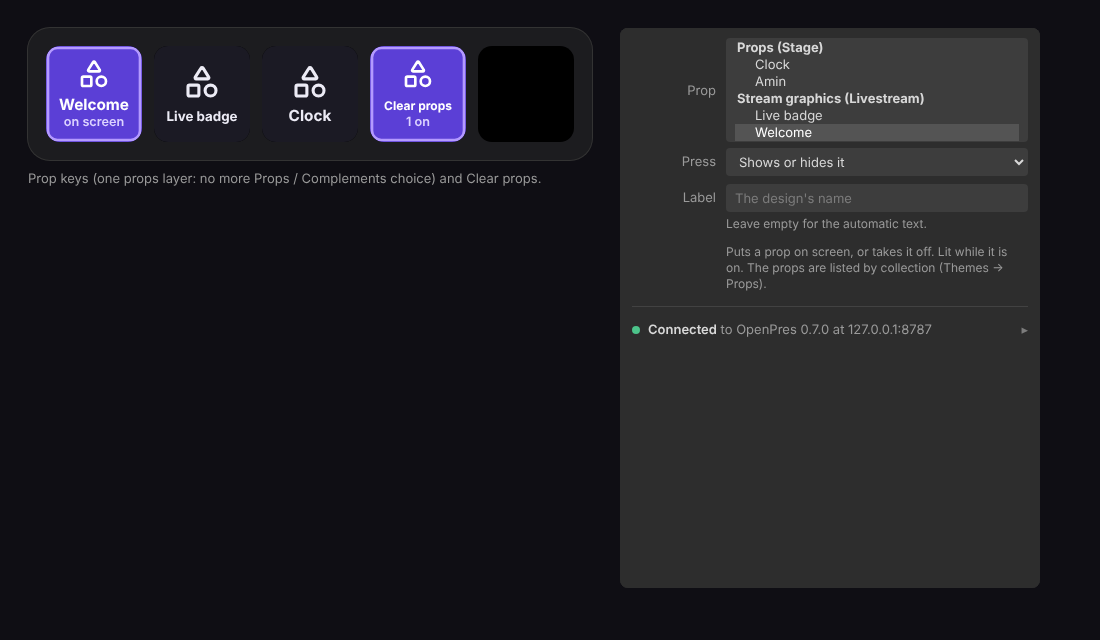 Welcome
on screen
Live badge
Clock
Clear props
1 on
Prop keys (one props layer: no more Props / Complements choice) and Clear props.
Prop
Props (Stage)
Clock
Amin
Stream graphics (Livestream)
Live badge
Welcome
Press
Shows or hides it
Label
The design's name
Leave empty for the automatic text.
Puts a prop on screen, or takes it off. Lit while it is
on. The props are listed by collection (Themes →
Props).
Connected to OpenPres 0.7.0 at 127.0.0.1:8787